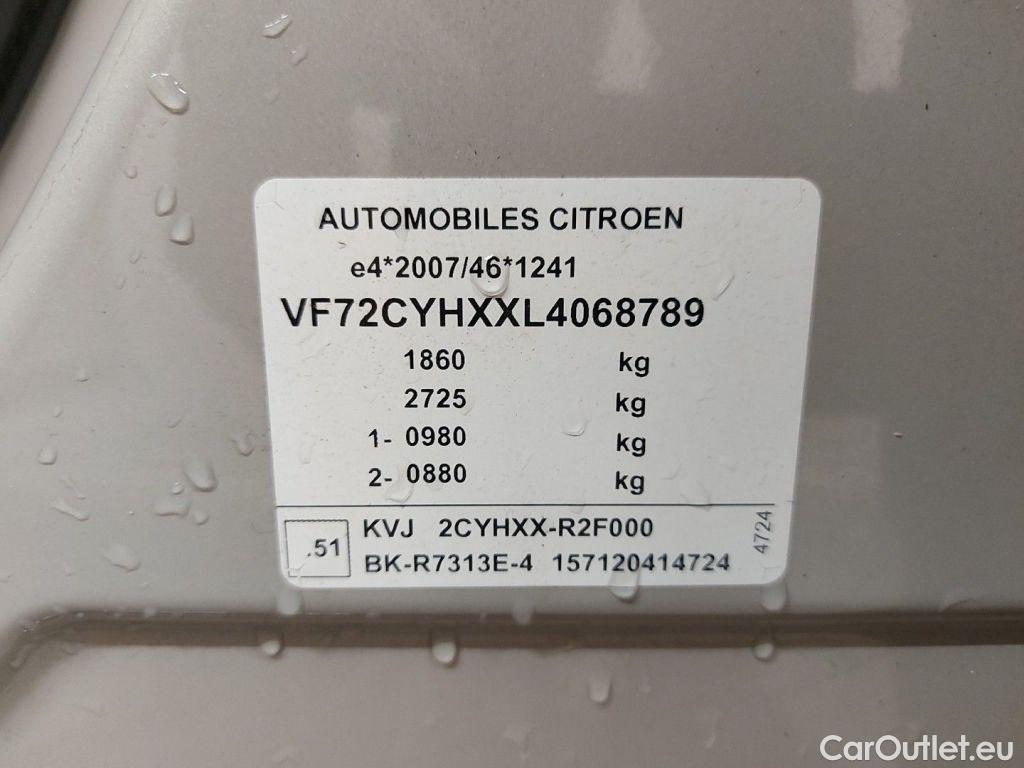 AUTOMOBILES CITROEN
e4*2007/46*1241
VF72CYHXXL4068789
1860 kg
2725 kg
1- 0980 kg
2- 0880 kg
.51
KVJ 2CYHXX-R2F000
BK-R7313E-4 157120414724
4724
CarOutlet.eu